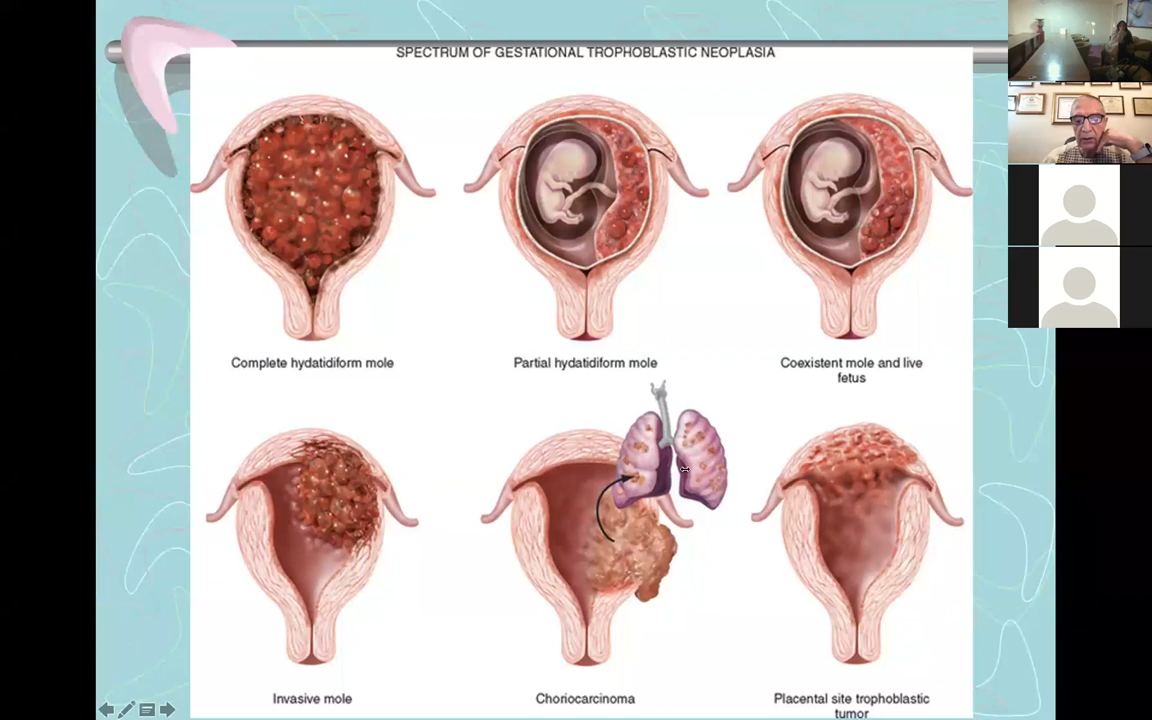 SPECTRUM OF GESTATIONAL TROPHOBLASTIC NEOPLASIA
Complete hydatidiform mole
Partial hydatidiform mole
Coexistent mole and live
fetus
Invasive mole
Choriocarcinoma
Placental site trophoblastic
tumor